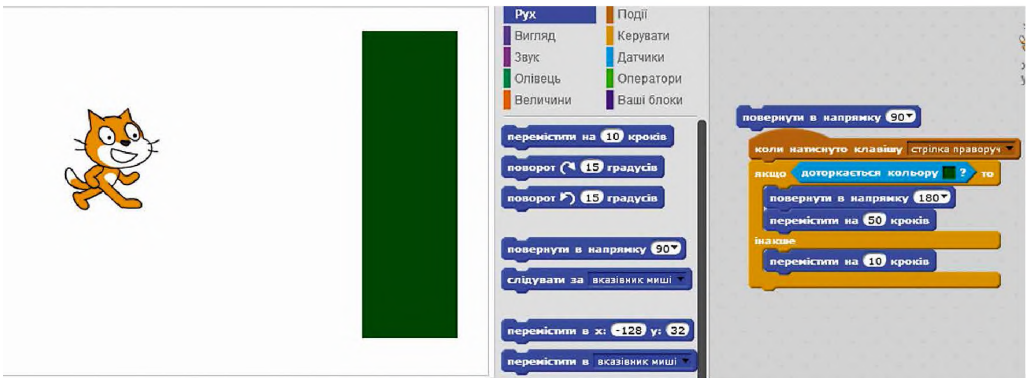 Рух
Події
Вигляд
Керувати
Звук
Датчики
Олівець
Оператори
Величини
Ваші блоки
перемістити на 10 кроків
поворот 15 градусів
поворот 15 градусів
повернути в напрямку 90
слідувати за вказівник миші
перемістити в x: -128 y: 32
перемістити в вказівник миші
повернути в напрямку 90
коли натиснуто клавішу стрілка праворуч
якщо доторкається кольору ? то
повернути в напрямку 180
перемістити на 50 кроків
інакше
перемістити на 10 кроків